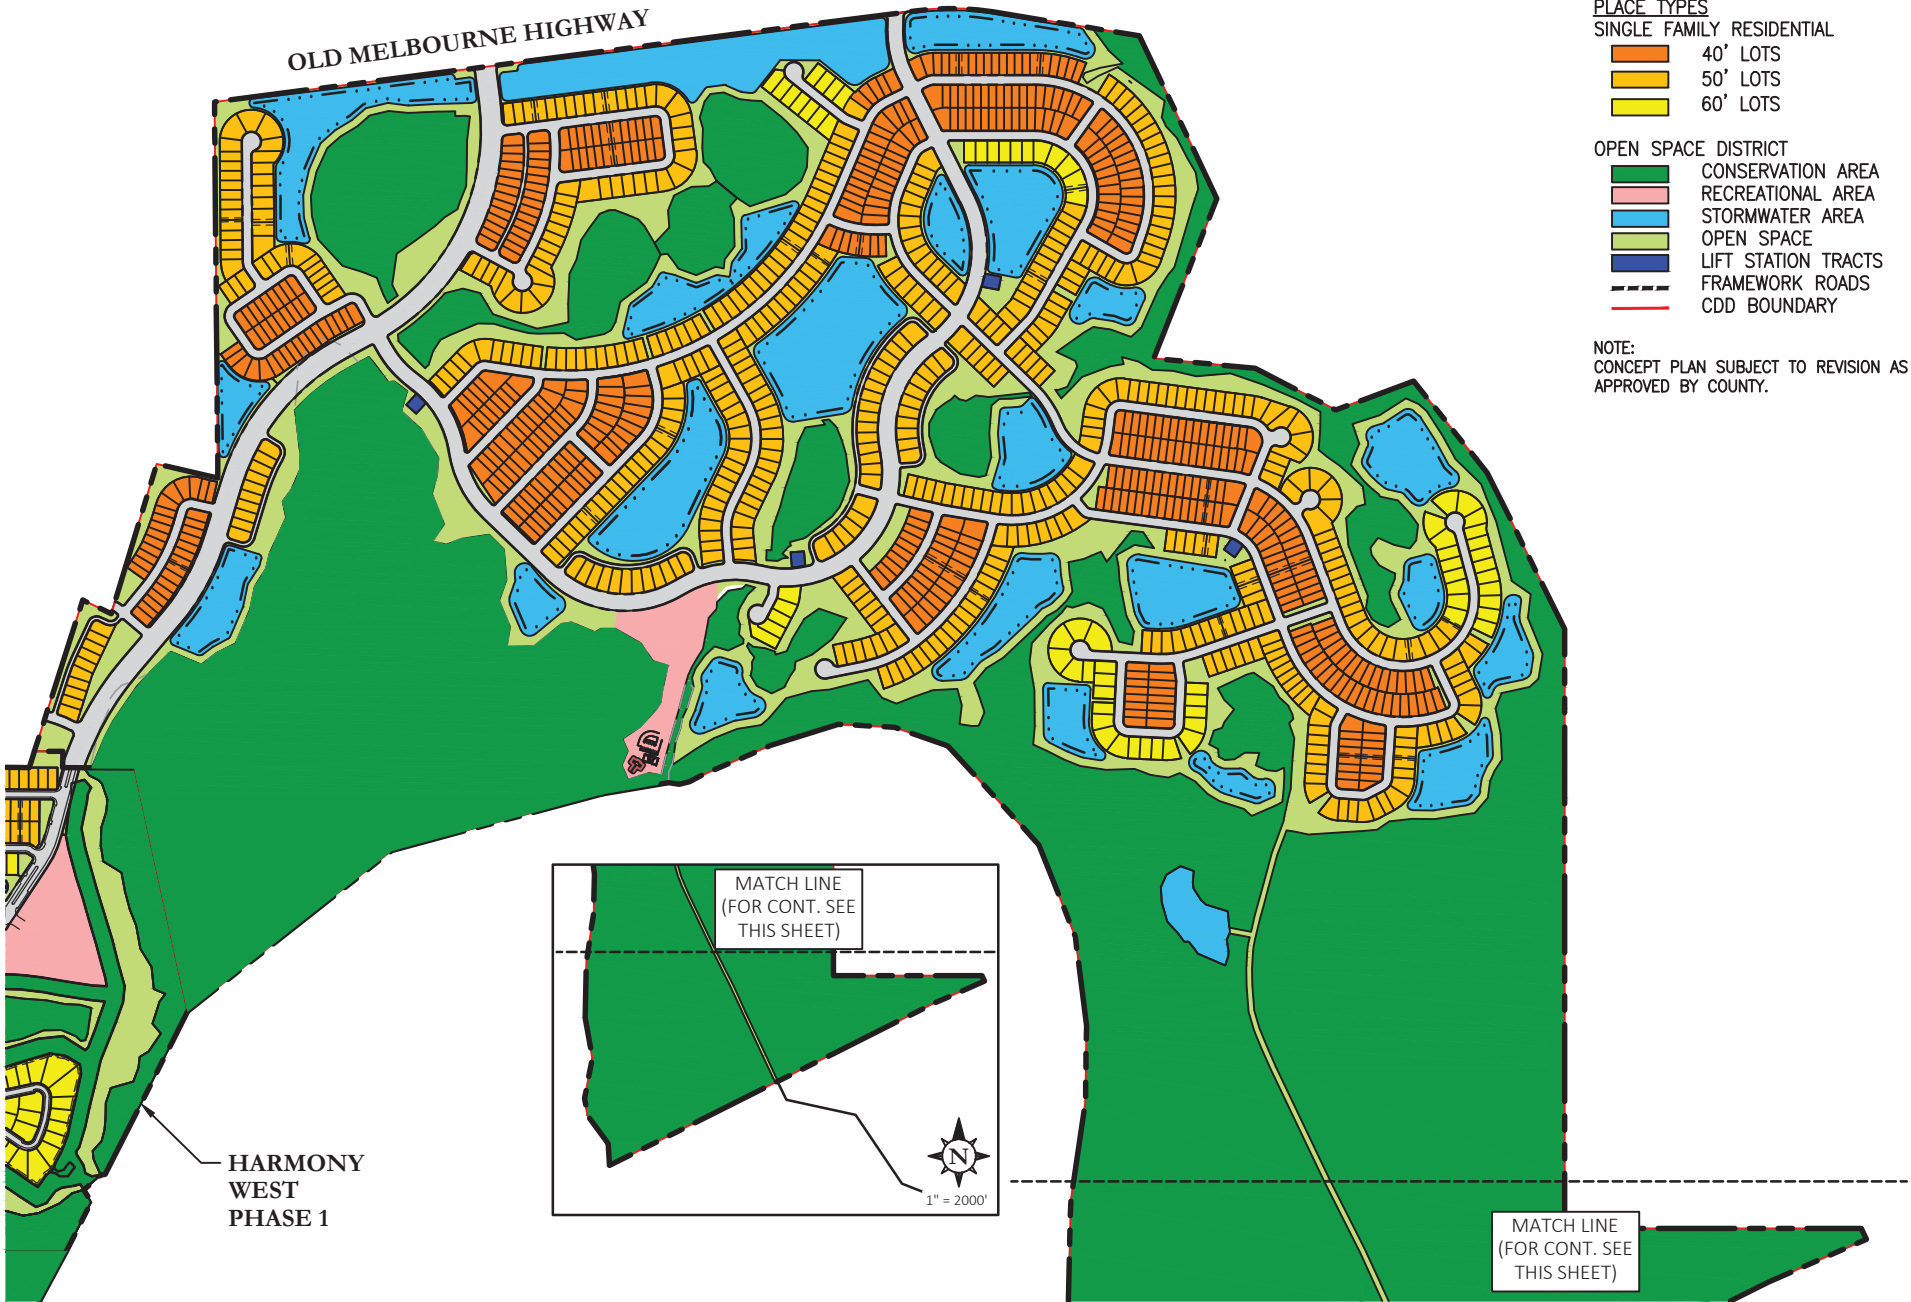 OLD MELBOURNE HIGHWAY
PLACE TYPES
SINGLE FAMILY RESIDENTIAL
40' LOTS
50' LOTS
60' LOTS
OPEN SPACE DISTRICT
CONSERVATION AREA
RECREATIONAL AREA
STORMWATER AREA
OPEN SPACE
LIFT STATION TRACTS
FRAMEWORK ROADS
CDD BOUNDARY
NOTE:
CONCEPT PLAN SUBJECT TO REVISION AS
APPROVED BY COUNTY.
MATCH LINE
(FOR CONT. SEE
THIS SHEET)
N
1" = 2000'
HARMONY
WEST
PHASE 1
MATCH LINE
(FOR CONT. SEE
THIS SHEET)